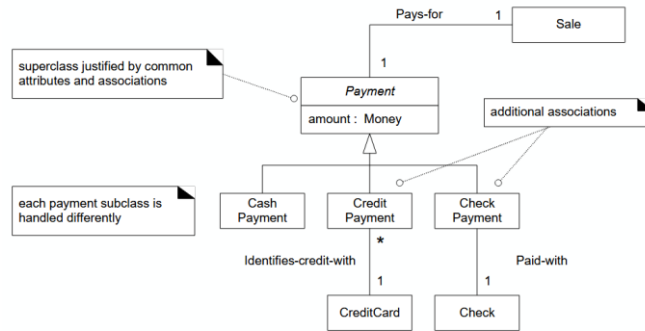 Pays-for
1
Sale
superclass justified by common
attributes and associations
1
Payment
amount : Money
additional associations
each payment subclass is
handled differently
Cash
Payment
Credit
Payment
Check
Payment
*
1
Identifies-credit-with
Paid-with
1
1
CreditCard
Check